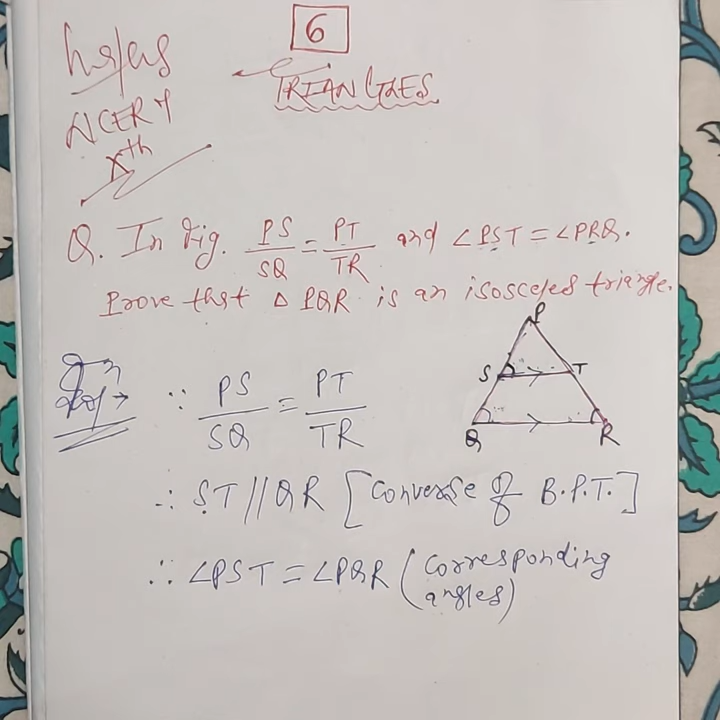 6
TRIANGLES
NCERT
Xth
Q. In Fig. PS/SQ = PT/TR and ∠PST = ∠PRQ.
Prove that △ PQR is an isosceles triangle.
P
S T
Q R
∵ PS/SQ = PT/TR
∴ ST || QR [Converse of B.P.T.]
∴ ∠PST = ∠PQR (corresponding
angles)